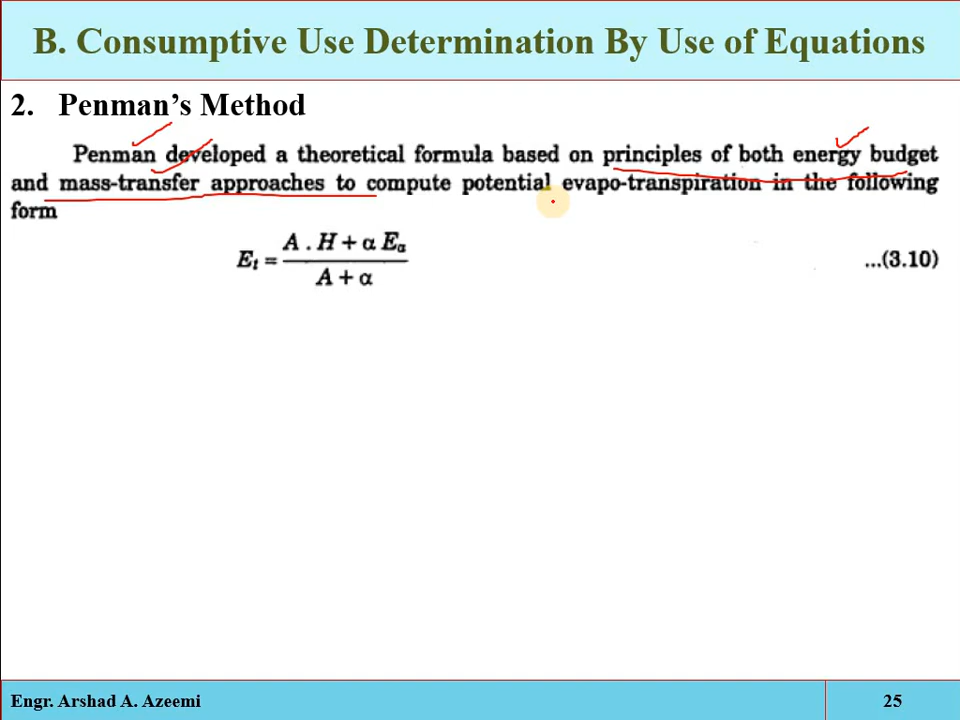 B. Consumptive Use Determination By Use of Equations
2. Penman's Method
Penman developed a theoretical formula based on principles of both energy budget
and mass-transfer approaches to compute potential evapo-transpiration in the following
form
E_t = (A . H + α E_a) / (A + α) ...(3.10)
Engr. Arshad A. Azeemi 25